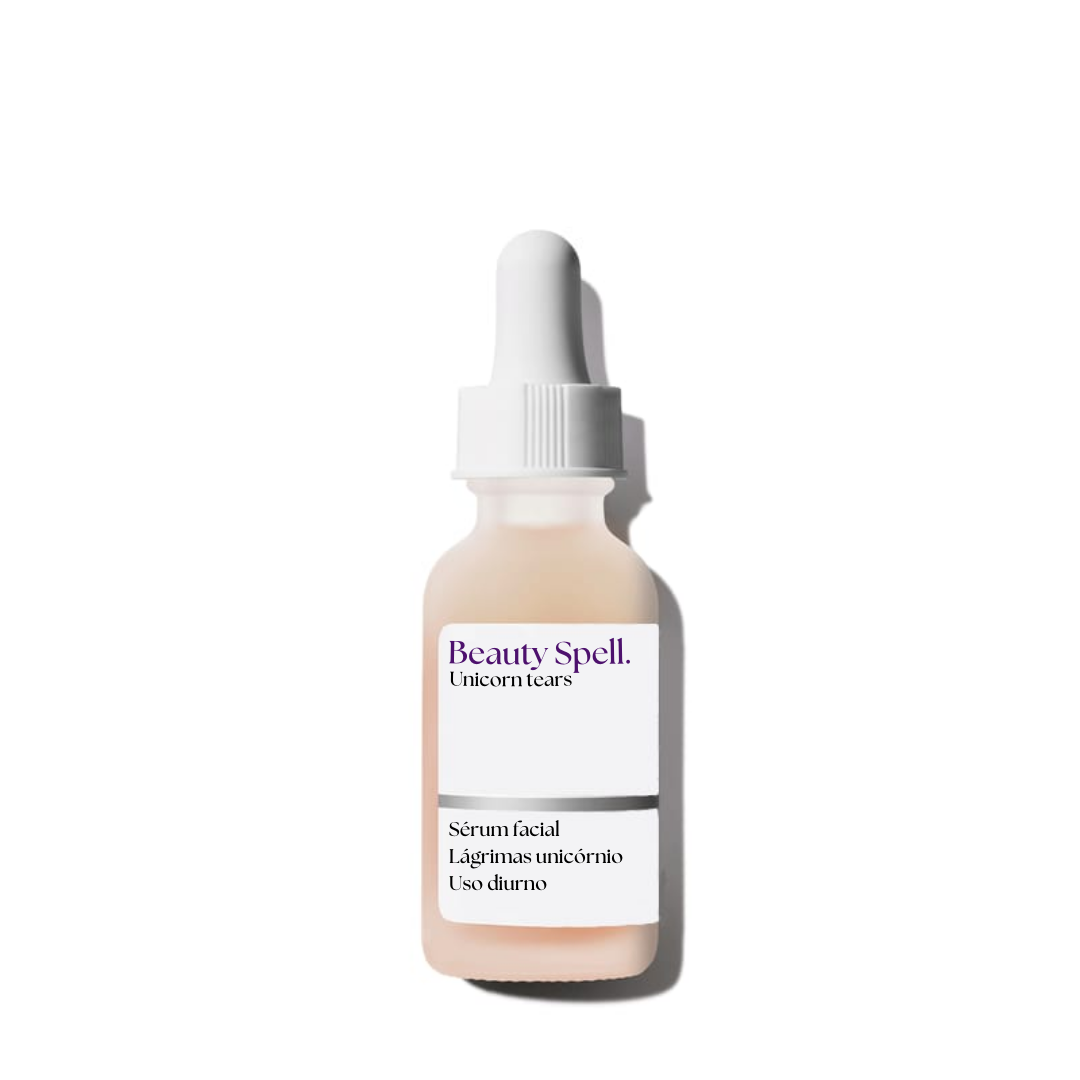 Beauty Spell.
Unicorn tears
Sérum facial
Lágrimas unicórnio
Uso diurno